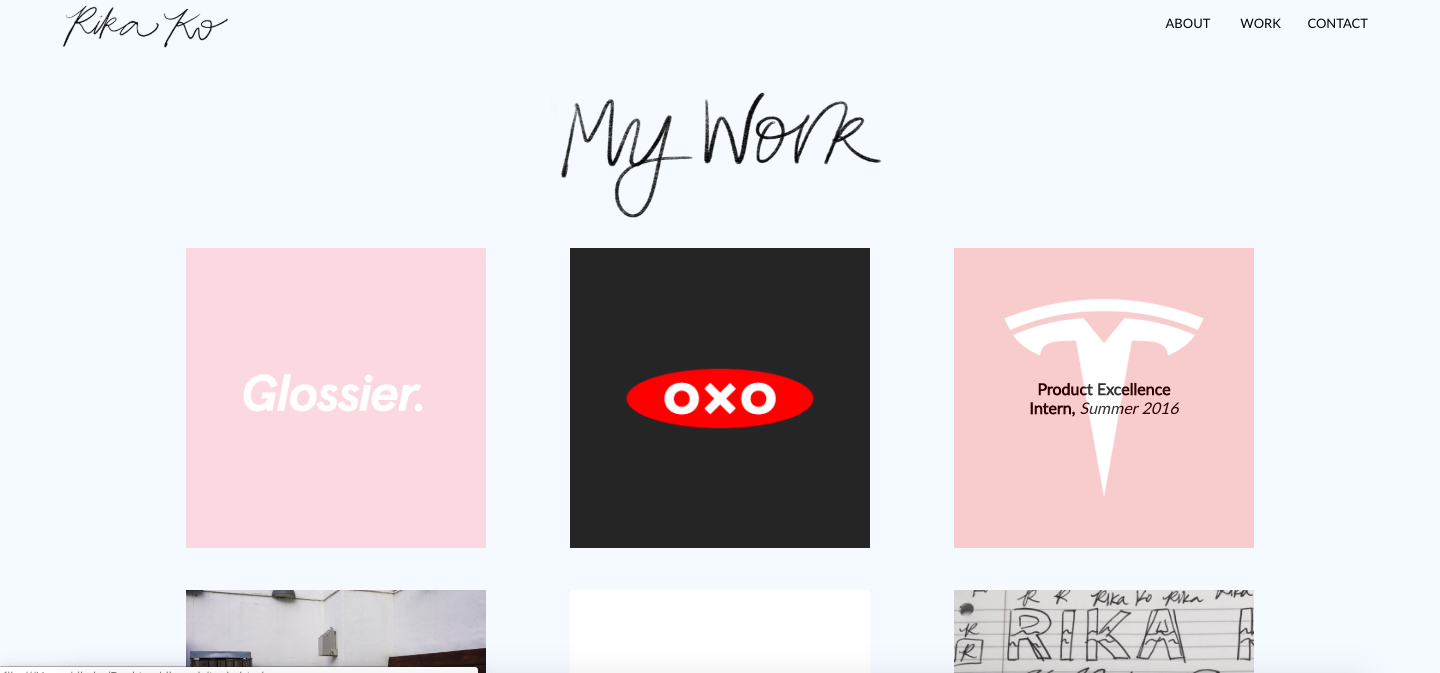 Rika Ko
ABOUT WORK CONTACT
My Work
Glossier.
OXO
Product Excellence
Intern, Summer 2016
R R Rika Ko Rika Rika
R
R
RIKA